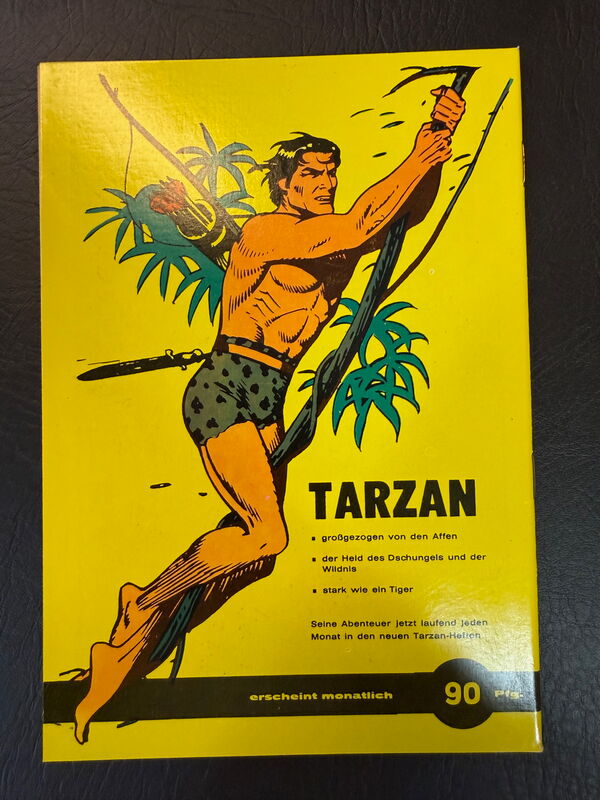 TARZAN
▪ großgezogen von den Affen
▪ der Held des Dschungels und der
Wildnis
▪ stark wie ein Tiger
Seine Abenteuer jetzt laufend jeden
Monat in den neuen Tarzan-Heften
erscheint monatlich
90 Pfg.